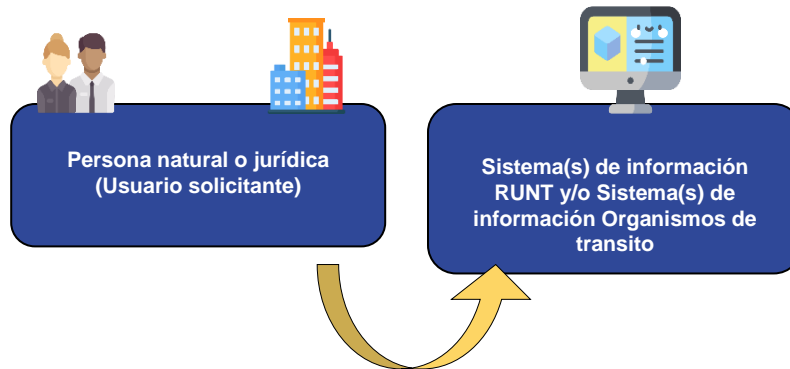 Persona natural o jurídica
(Usuario solicitante)
Sistema(s) de información
RUNT y/o Sistema(s) de
información Organismos de
transito